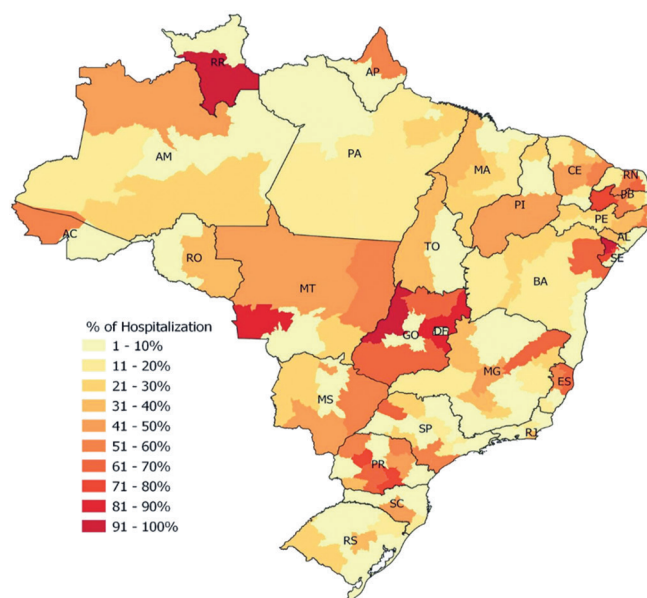 RR
AP
AM
PA
MA
CE
RN
PB
PI
PE
AC
AL
TO
SE
RO
BA
MT
DF
GO
MG
ES
MS
SP
RJ
PR
SC
RS
% of Hospitalization
1 - 10%
11 - 20%
21 - 30%
31 - 40%
41 - 50%
51 - 60%
61 - 70%
71 - 80%
81 - 90%
91 - 100%